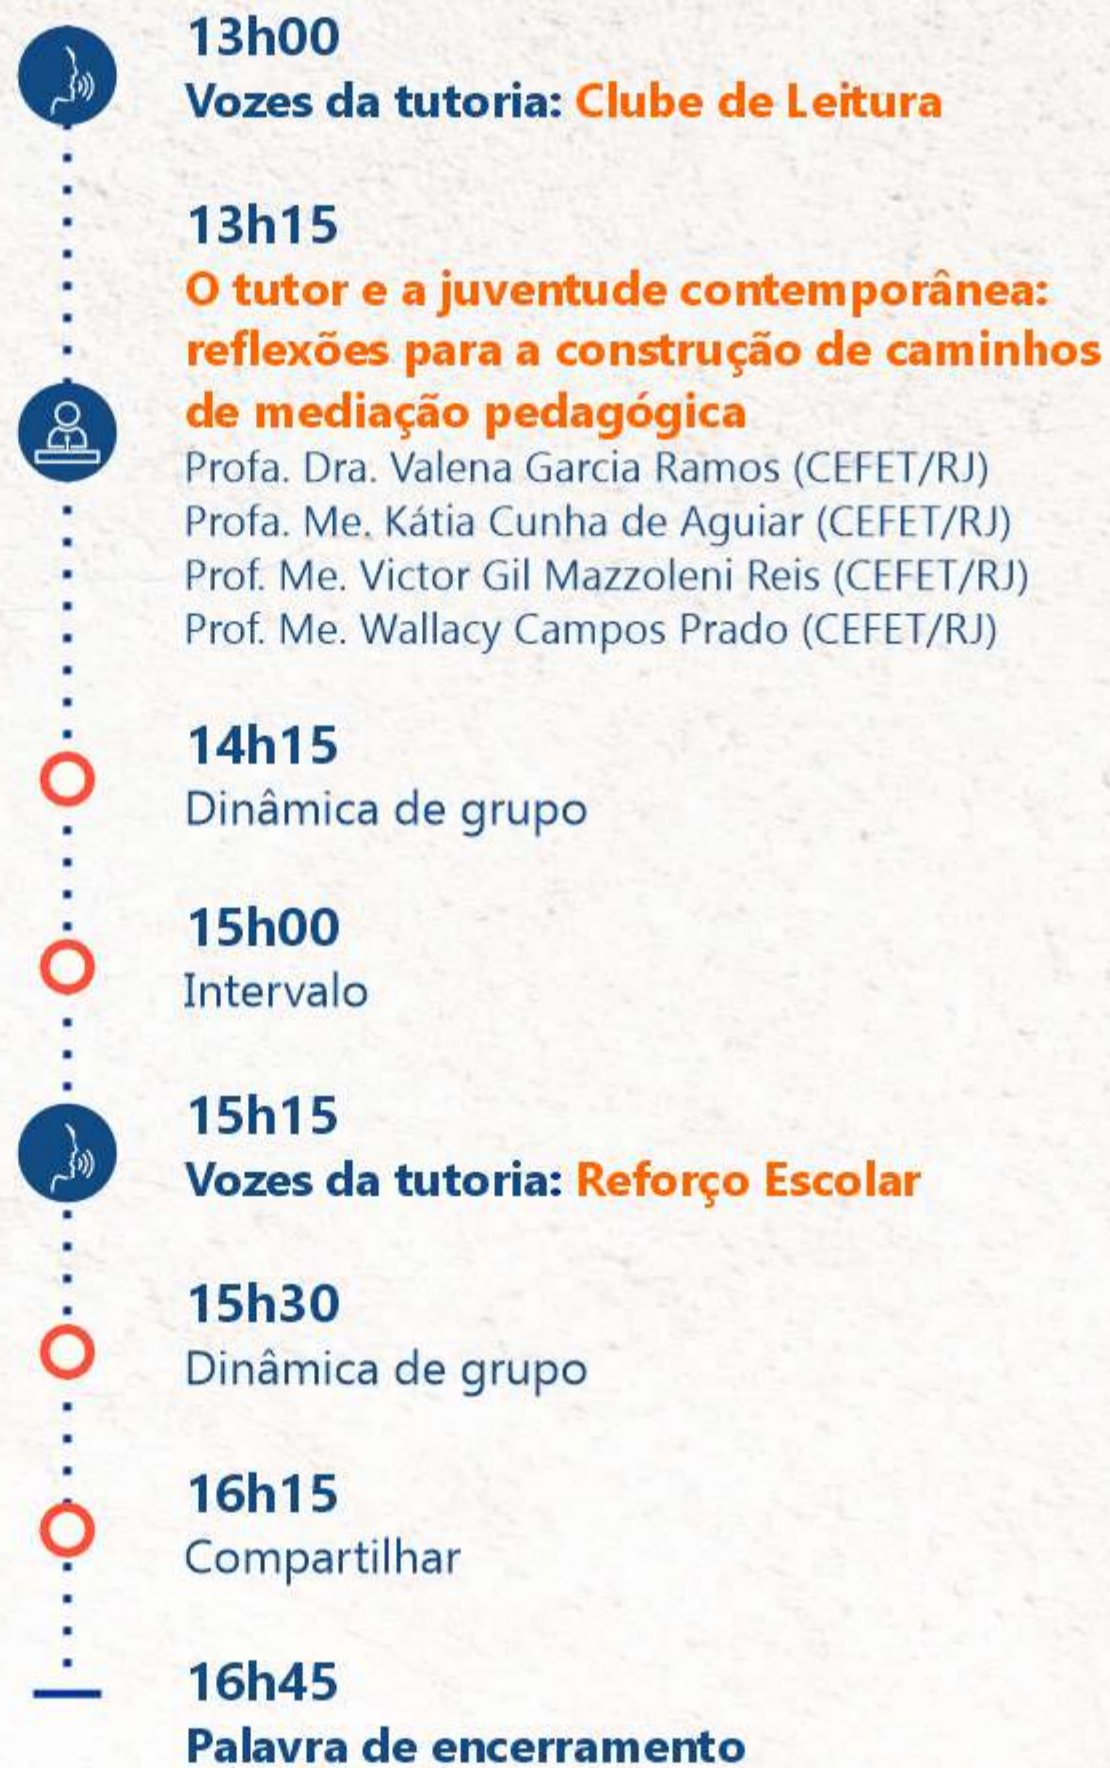 13h00
Vozes da tutoria: Clube de Leitura
13h15
O tutor e a juventude contemporânea:
reflexões para a construção de caminhos
de mediação pedagógica
Profa. Dra. Valena Garcia Ramos (CEFET/RJ)
Profa. Me. Kátia Cunha de Aguiar (CEFET/RJ)
Prof. Me. Victor Gil Mazzoleni Reis (CEFET/RJ)
Prof. Me. Wallacy Campos Prado (CEFET/RJ)
14h15
Dinâmica de grupo
15h00
Intervalo
15h15
Vozes da tutoria: Reforço Escolar
15h30
Dinâmica de grupo
16h15
Compartilhar
16h45
Palavra de encerramento